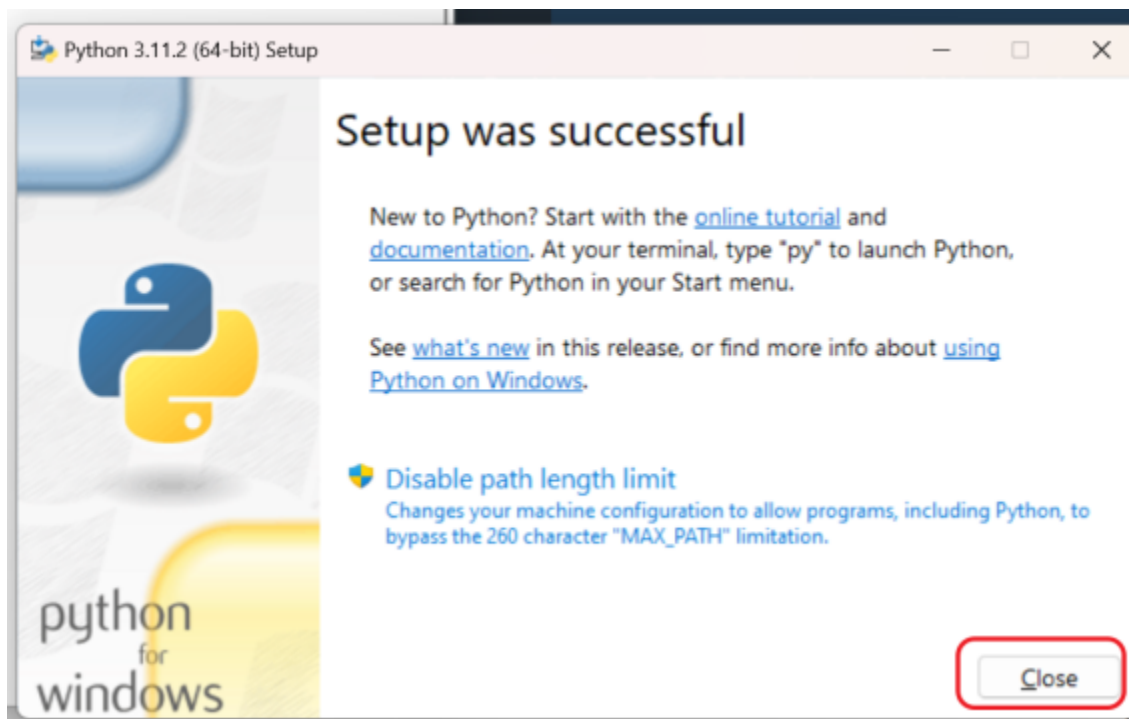 Python 3.11.2 (64-bit) Setup
Setup was successful
New to Python? Start with the online tutorial and
documentation. At your terminal, type "py" to launch Python,
or search for Python in your Start menu.
See what's new in this release, or find more info about using
Python on Windows.
Disable path length limit
Changes your machine configuration to allow programs, including Python, to
bypass the 260 character "MAX_PATH" limitation.
python
for
windows
Close